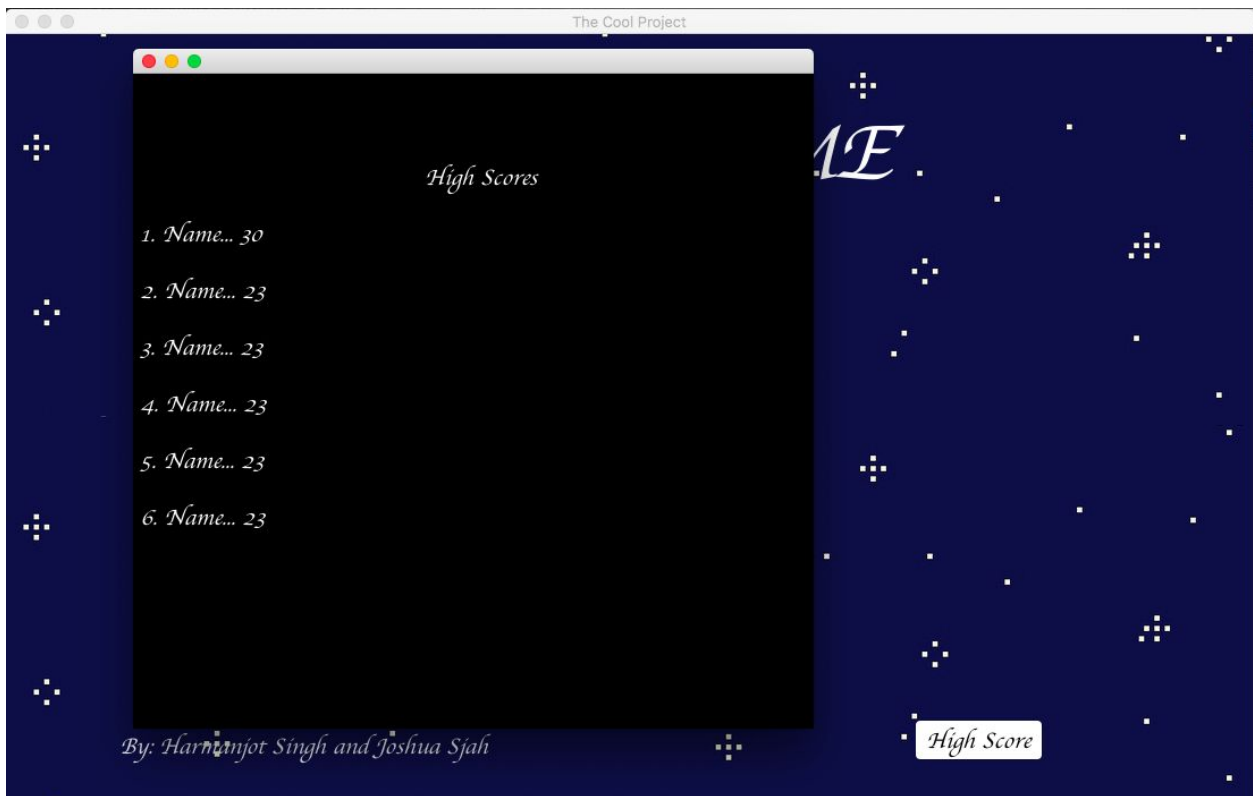 The Cool Project
ME
High Scores
1. Name... 30
2. Name... 23
3. Name... 23
4. Name... 23
5. Name... 23
6. Name... 23
By: Harmanjot Singh and Joshua Sjah
High Score